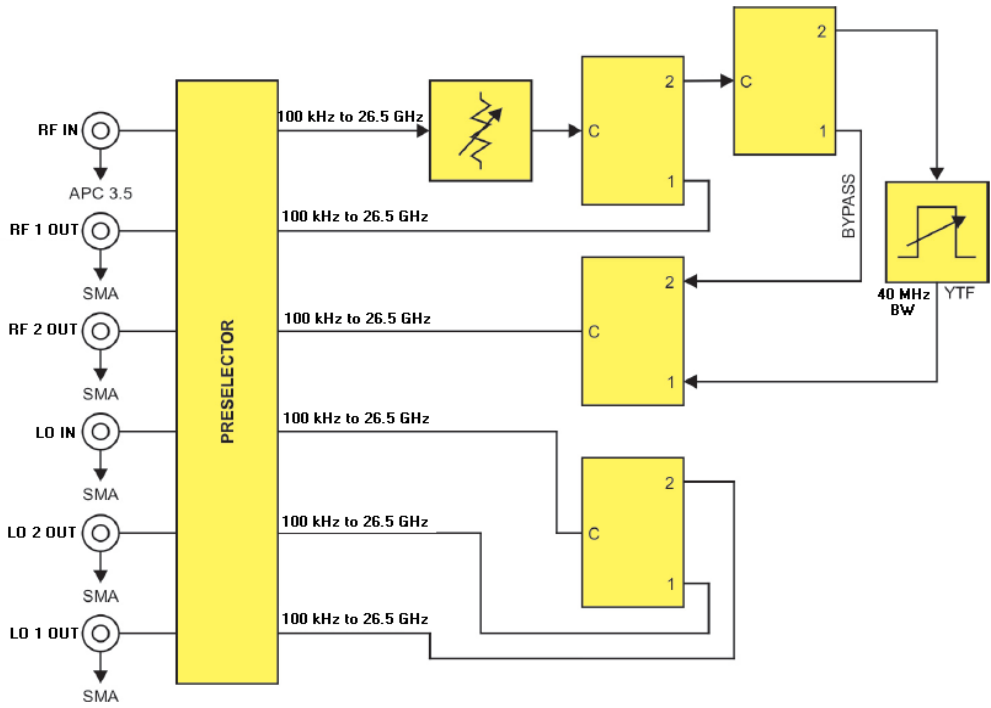 2
C
1
2
C
1
100 kHz to 26.5 GHz
RF IN
APC 3.5
100 kHz to 26.5 GHz
RF 1 OUT
SMA
BYPASS
2
C
1
40 MHz
BW
YTF
100 kHz to 26.5 GHz
RF 2 OUT
SMA
PRESELECTOR
100 kHz to 26.5 GHz
LO IN
SMA
2
C
1
100 kHz to 26.5 GHz
LO 2 OUT
SMA
100 kHz to 26.5 GHz
LO 1 OUT
SMA